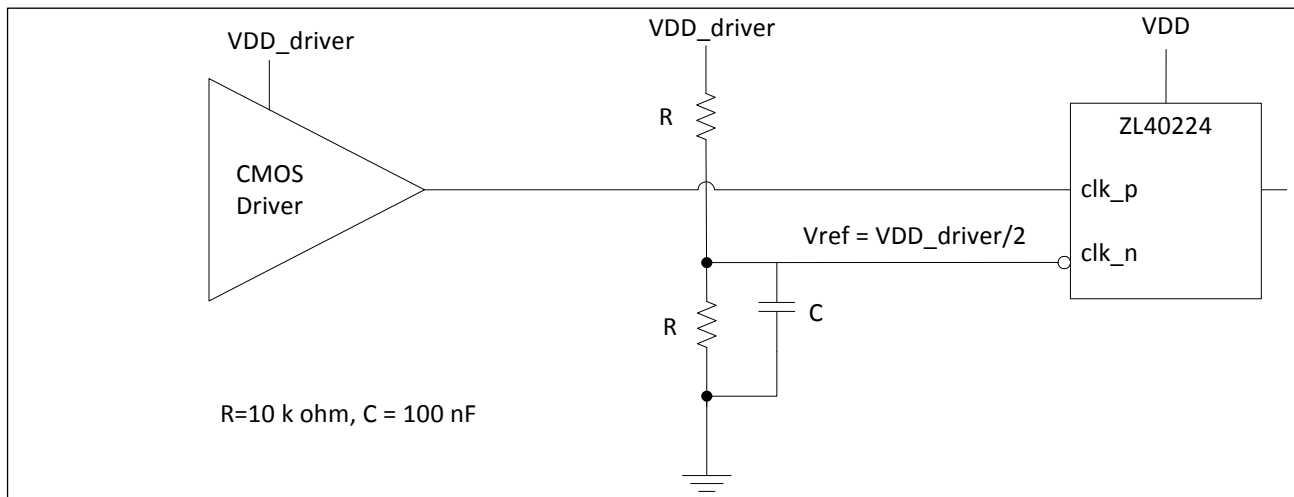 VDD_driver
VDD_driver
VDD
R
ZL40224
CMOS
Driver
clk_p
Vref = VDD_driver/2
clk_n
R
C
R=10 k ohm, C = 100 nF